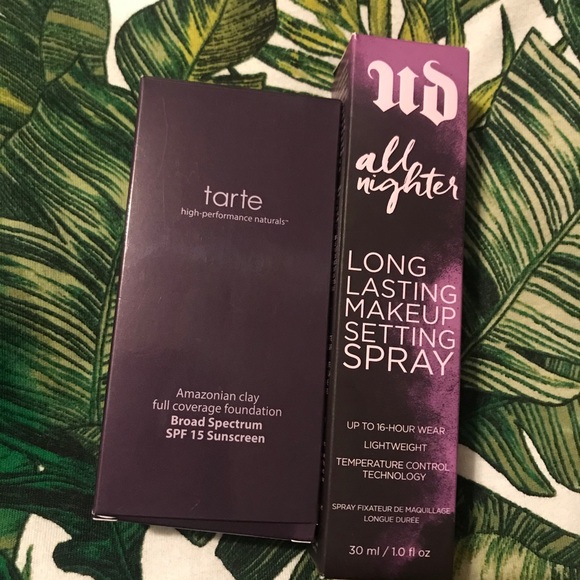 tarte
high-performance naturals™
Amazonian clay
full coverage foundation
Broad Spectrum
SPF 15 Sunscreen
UD
all
nighter
LONG
LASTING
MAKEUP
SETTING
SPRAY
UP TO 16-HOUR WEAR
LIGHTWEIGHT
TEMPERATURE CONTROL
TECHNOLOGY
SPRAY FIXATEUR DE MAQUILLAGE
LONGUE DURÉE
30 ml / 1.0 fl oz